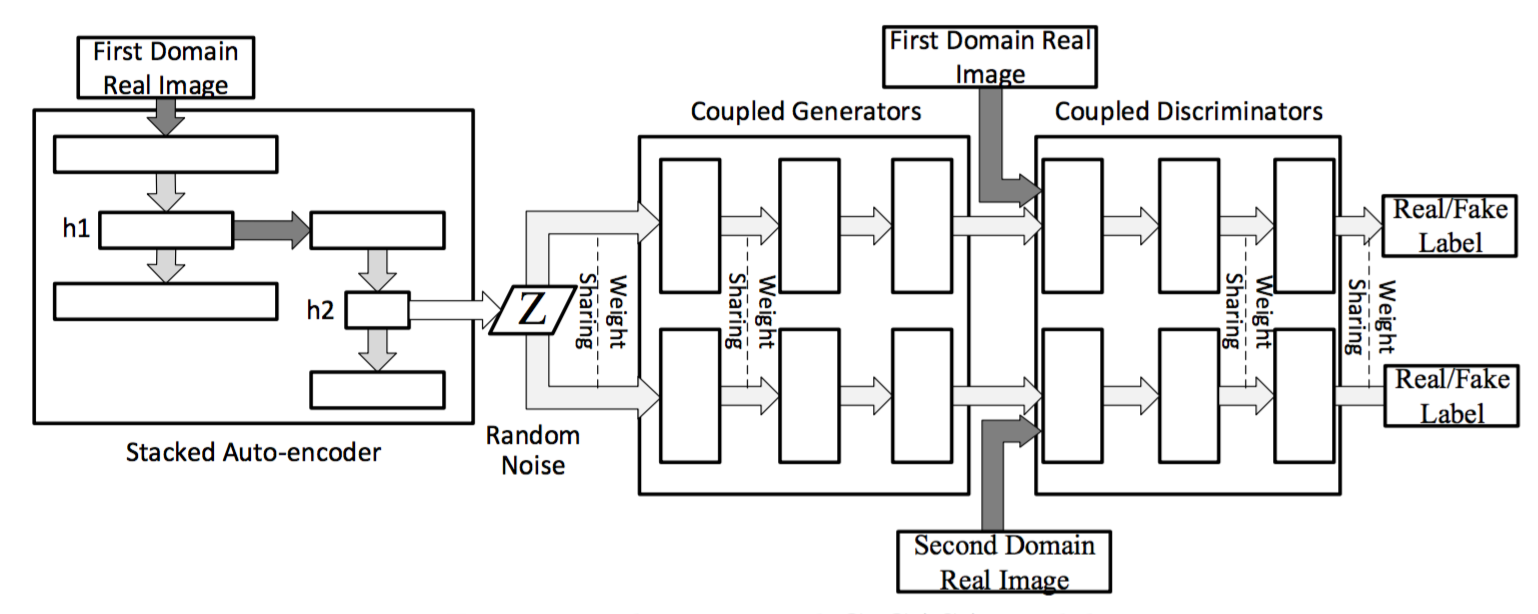 First Domain
Real Image
First Domain Real
Image
Coupled Generators
Coupled Discriminators
h1
h2
Z
Weight
Sharing
Weight
Sharing
Weight
Sharing
Weight
Sharing
Real/Fake
Label
Real/Fake
Label
Stacked Auto-encoder
Random
Noise
Second Domain
Real Image